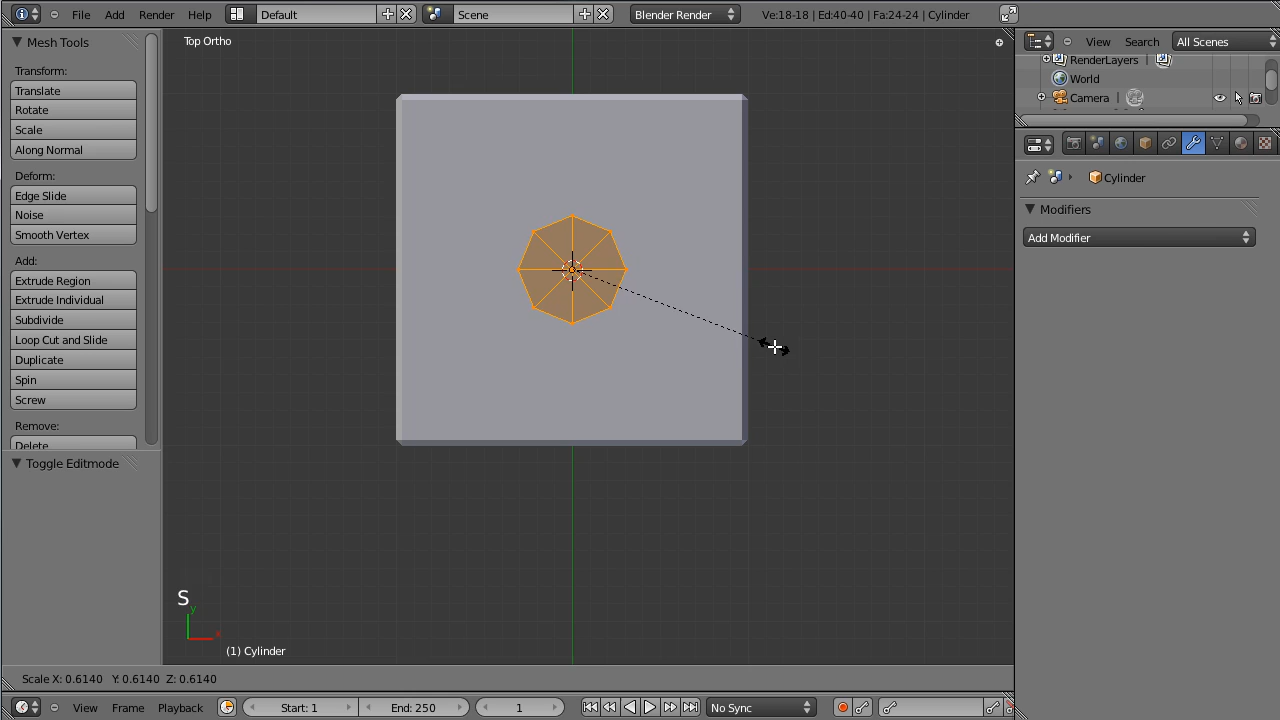 File Add Render Help Default Scene Blender Render Ve:18-18 | Ed:40-40 | Fa:24-24 | Cylinder
Mesh Tools
Transform:
Translate
Rotate
Scale
Along Normal
Deform:
Edge Slide
Noise
Smooth Vertex
Add:
Extrude Region
Extrude Individual
Subdivide
Loop Cut and Slide
Duplicate
Spin
Screw
Remove:
Delete
Toggle Editmode
Top Ortho
S
y
x
(1) Cylinder
View Search All Scenes
RenderLayers |
World
Camera |
Cylinder
Modifiers
Add Modifier
Scale X: 0.6140 Y: 0.6140 Z: 0.6140
View Frame Playback Start: 1 End: 250 1 No Sync